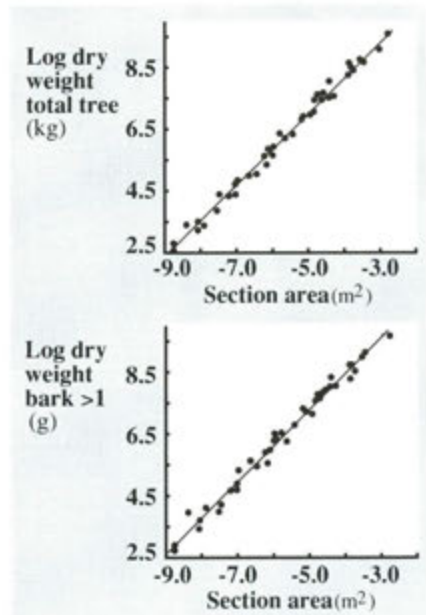 Log dry
weight
total tree
(kg)
8.5
6.5
4.5
2.5
-9.0 -7.0 -5.0 -3.0
Section area(m²)
Log dry
weight
bark >1
(g)
8.5
6.5
4.5
2.5
-9.0 -7.0 -5.0 -3.0
Section area(m²)